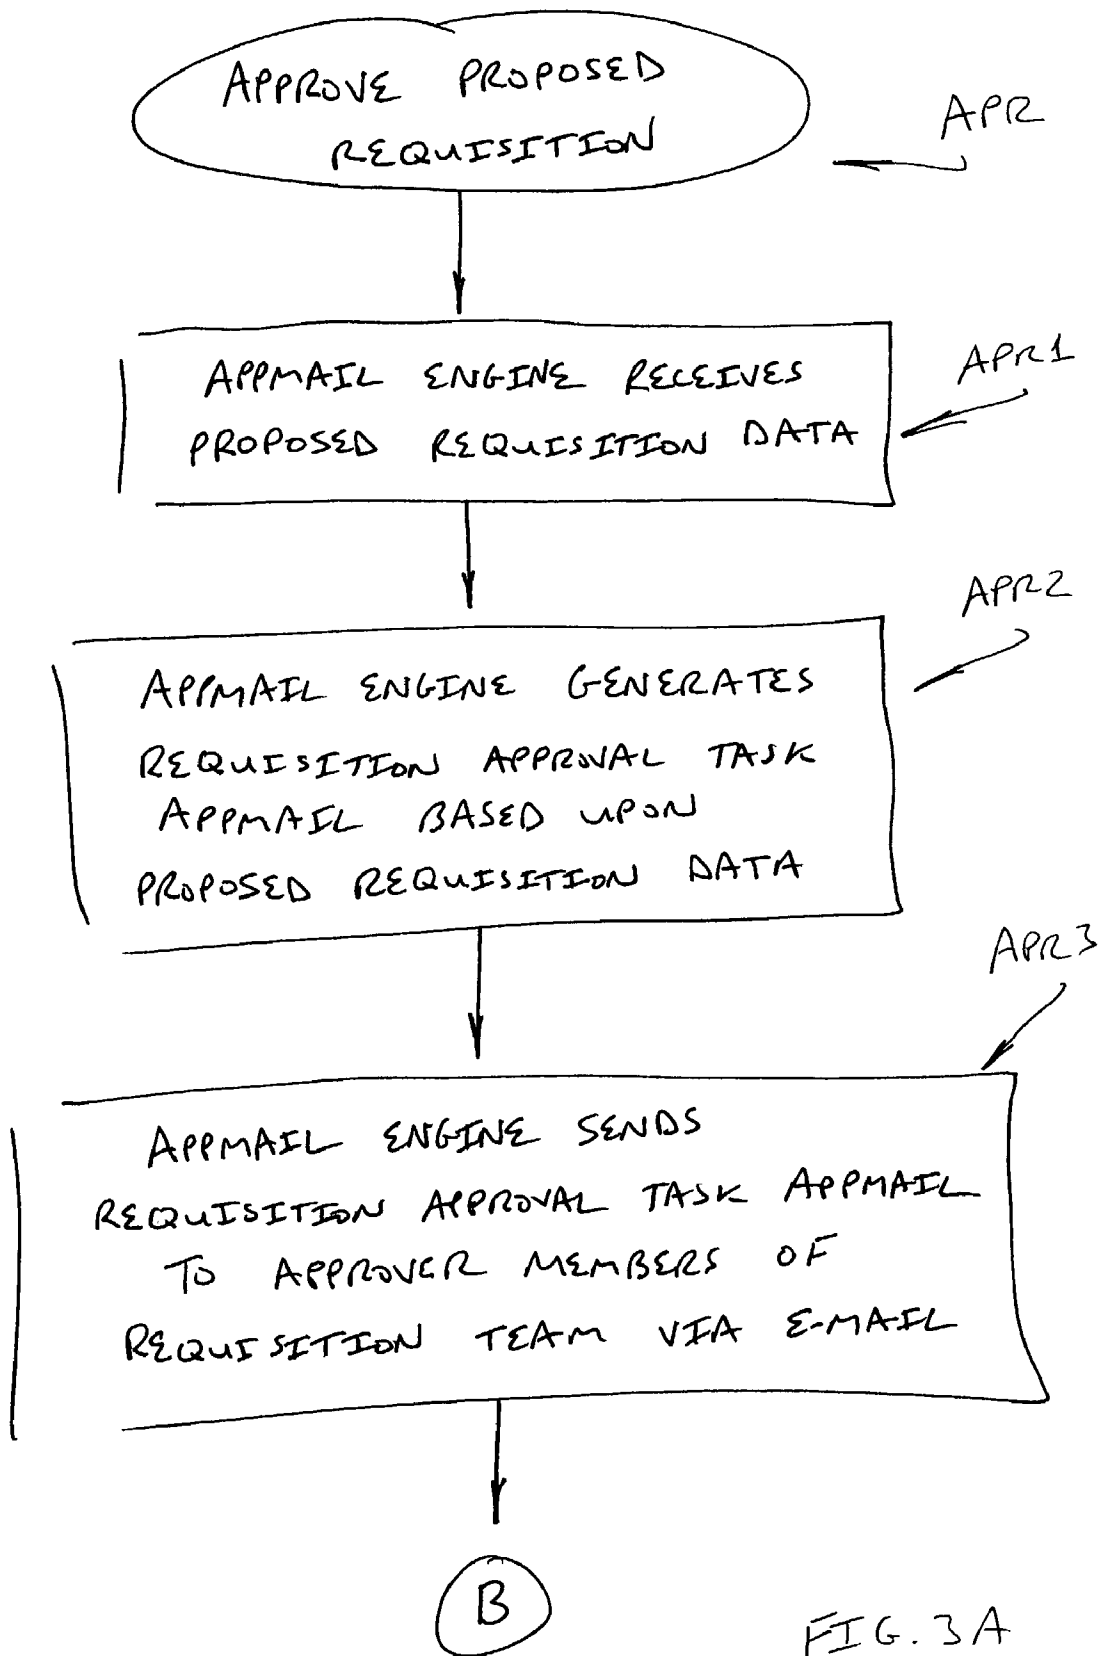 APPROVE PROPOSED
REQUISITION
APR
APPMAIL ENGINE RECEIVES
PROPOSED REQUISITION DATA
APR1
APPMAIL ENGINE GENERATES
REQUISITION APPROVAL TASK
APPMAIL BASED UPON
PROPOSED REQUISITION DATA
APR2
APPMAIL ENGINE SENDS
REQUISITION APPROVAL TASK APPMAIL
TO APPROVER MEMBERS OF
REQUISITION TEAM VIA E-MAIL
APR3
B
FIG. 3A